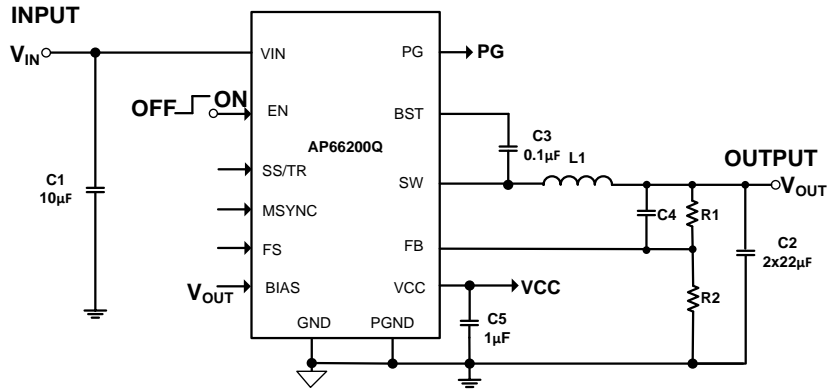 INPUT
VIN
C1
10µF
OFF
ON
VIN
EN
SS/TR
MSYNC
FS
VOUT
BIAS
AP66200Q
GND
PGND
PG
BST
SW
FB
VCC
PG
C3
0.1µF
L1
OUTPUT
VOUT
C4
R1
C2
2x22µF
R2
VCC
C5
1µF